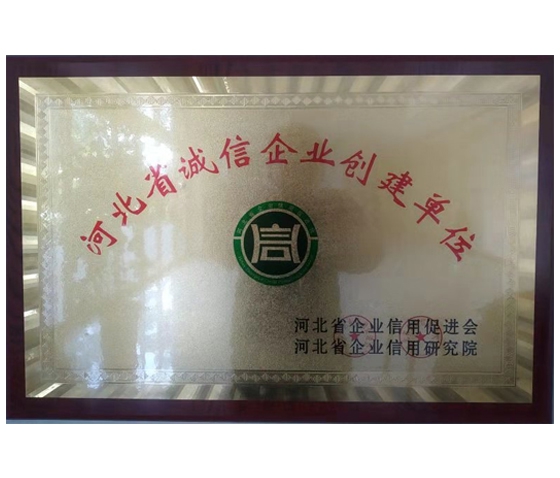 河北省诚信企业创建单位
河北省企业信用促进会
河北省企业信用研究院